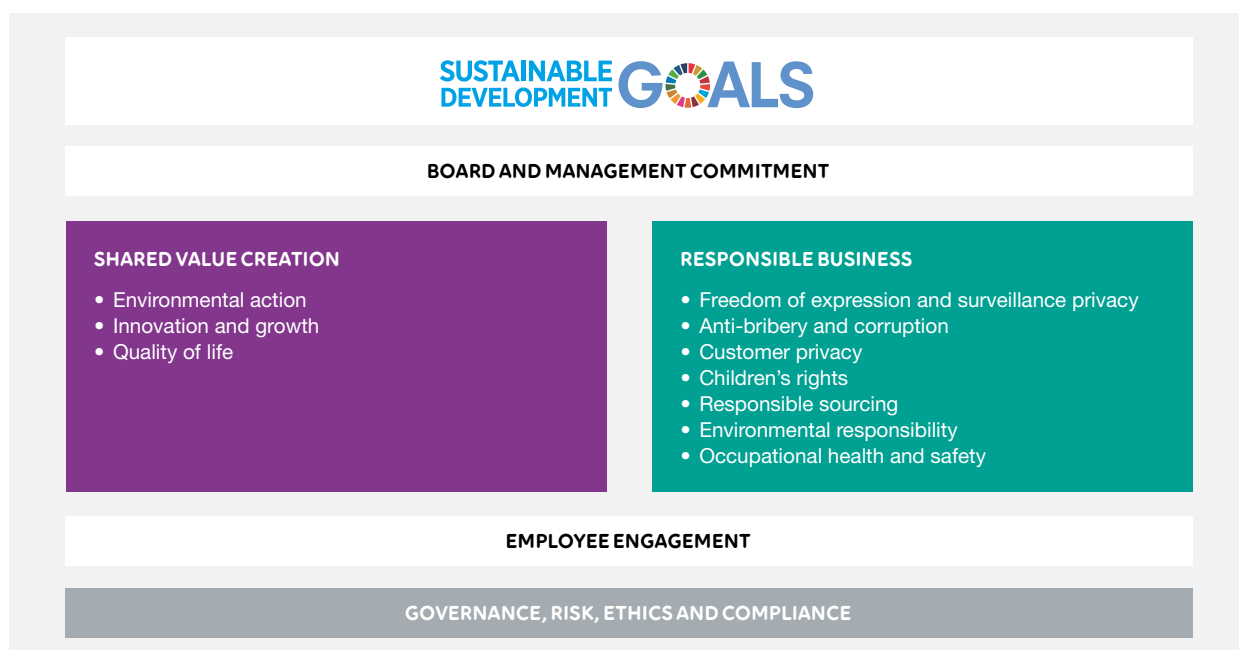 SUSTAINABLE
DEVELOPMENT GOALS
BOARD AND MANAGEMENT COMMITMENT
SHARED VALUE CREATION
• Environmental action
• Innovation and growth
• Quality of life
RESPONSIBLE BUSINESS
• Freedom of expression and surveillance privacy
• Anti-bribery and corruption
• Customer privacy
• Children’s rights
• Responsible sourcing
• Environmental responsibility
• Occupational health and safety
EMPLOYEE ENGAGEMENT
GOVERNANCE, RISK, ETHICS AND COMPLIANCE